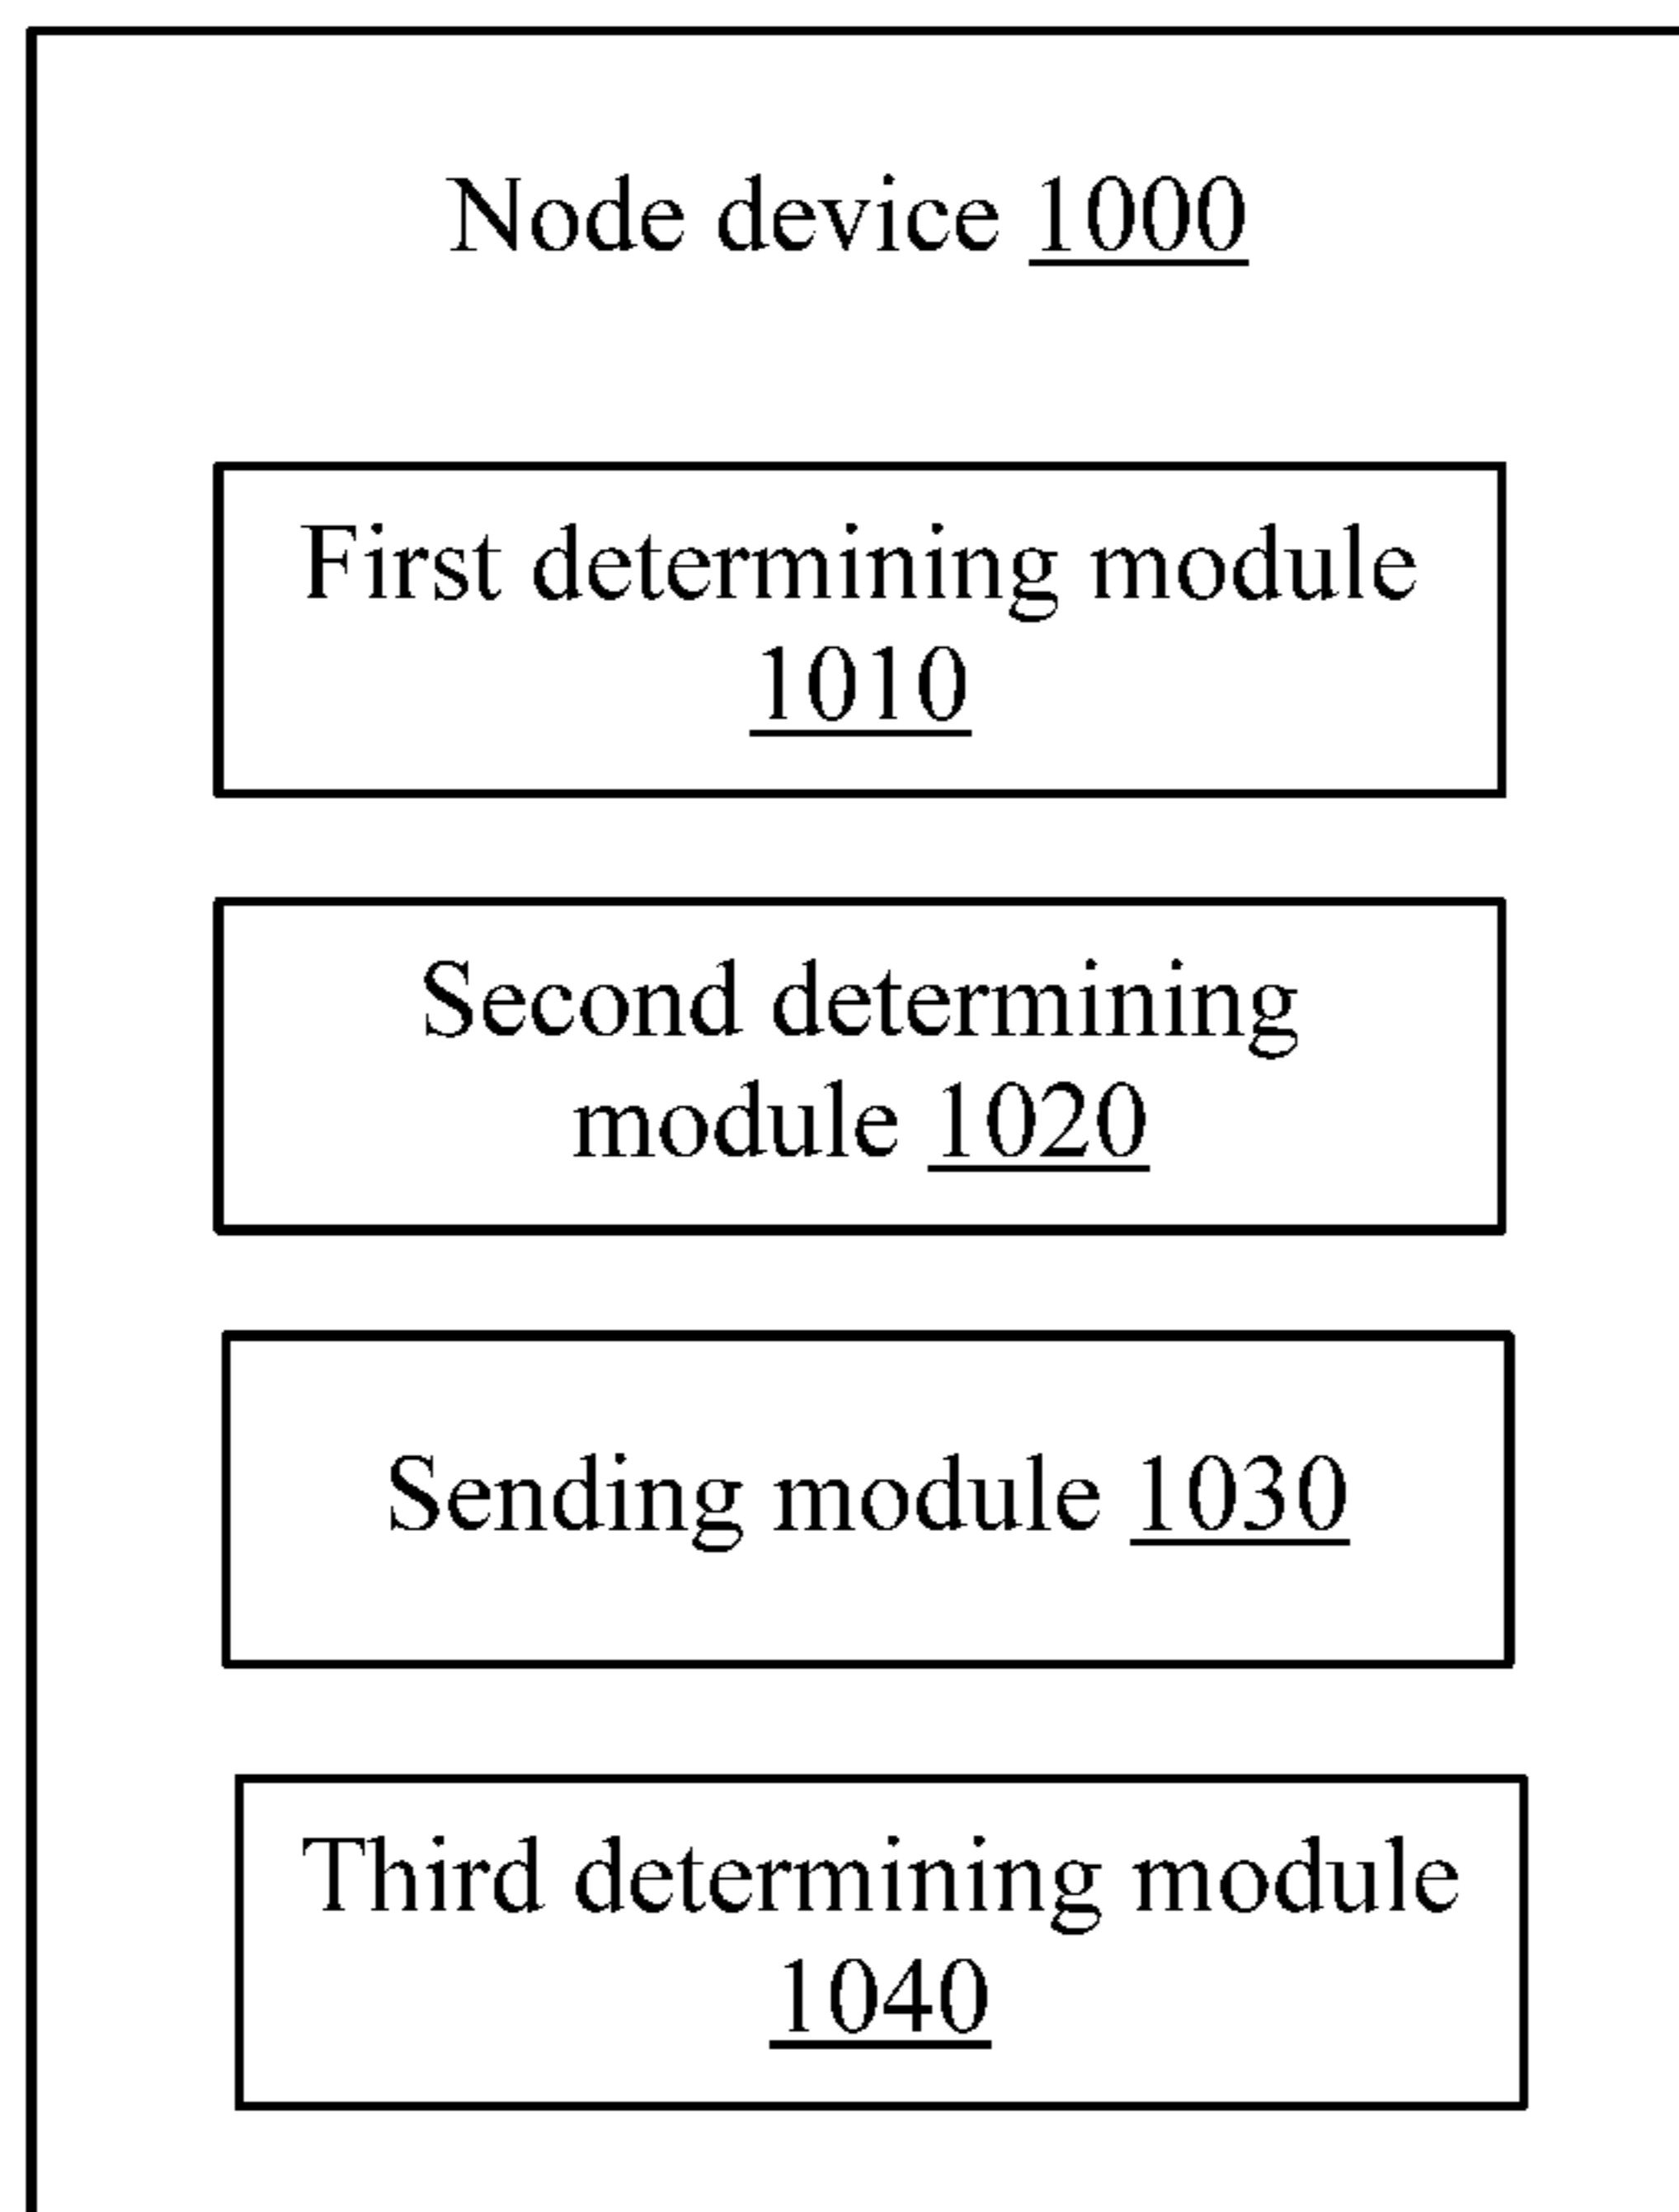 Node device 1000
First determining module
1010
Second determining
module 1020
Sending module 1030
Third determining module
1040